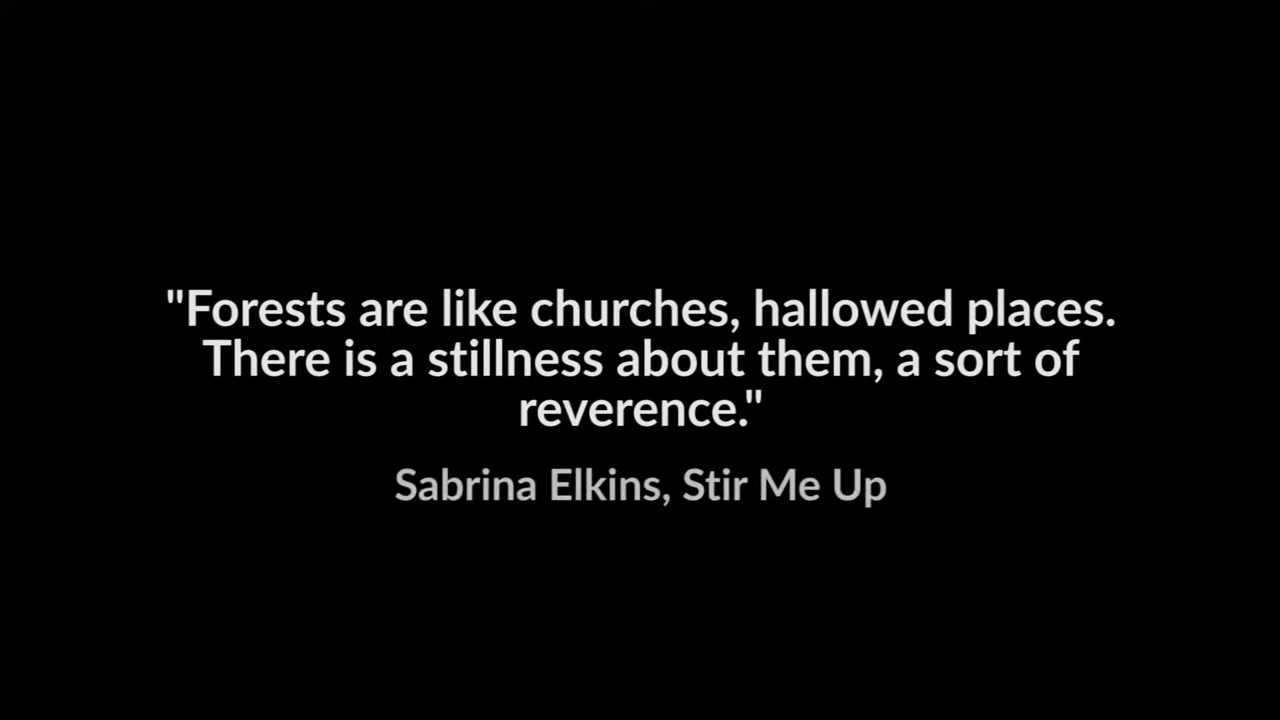 "Forests are like churches, hallowed places.
There is a stillness about them, a sort of
reverence."
Sabrina Elkins, Stir Me Up